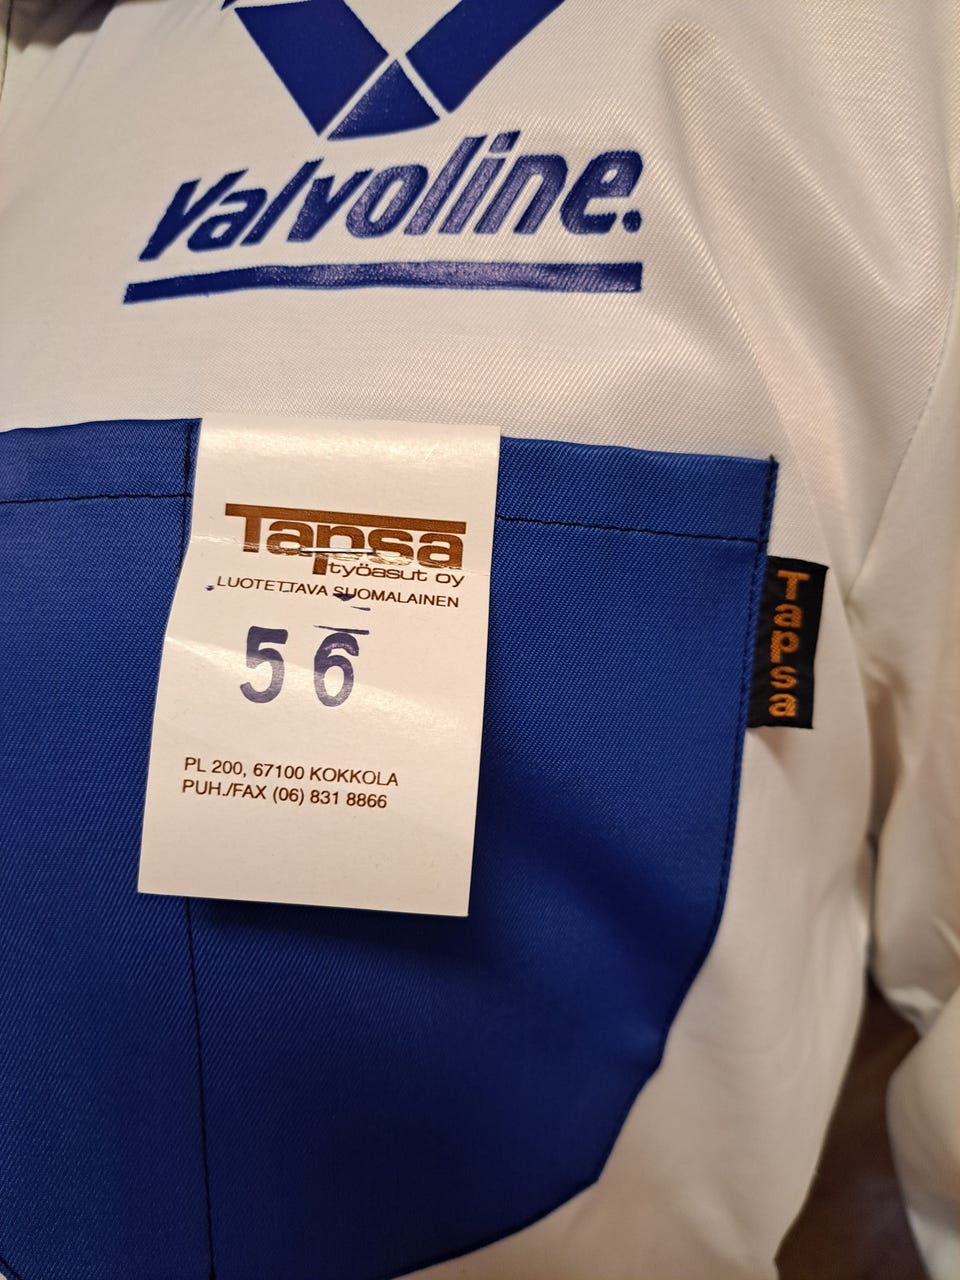 Valvoline.
Tapsa
työasut oy
LUOTETTAVA SUOMALAINEN
56
PL 200, 67100 KOKKOLA
PUH./FAX (06) 831 8866
Tapsa